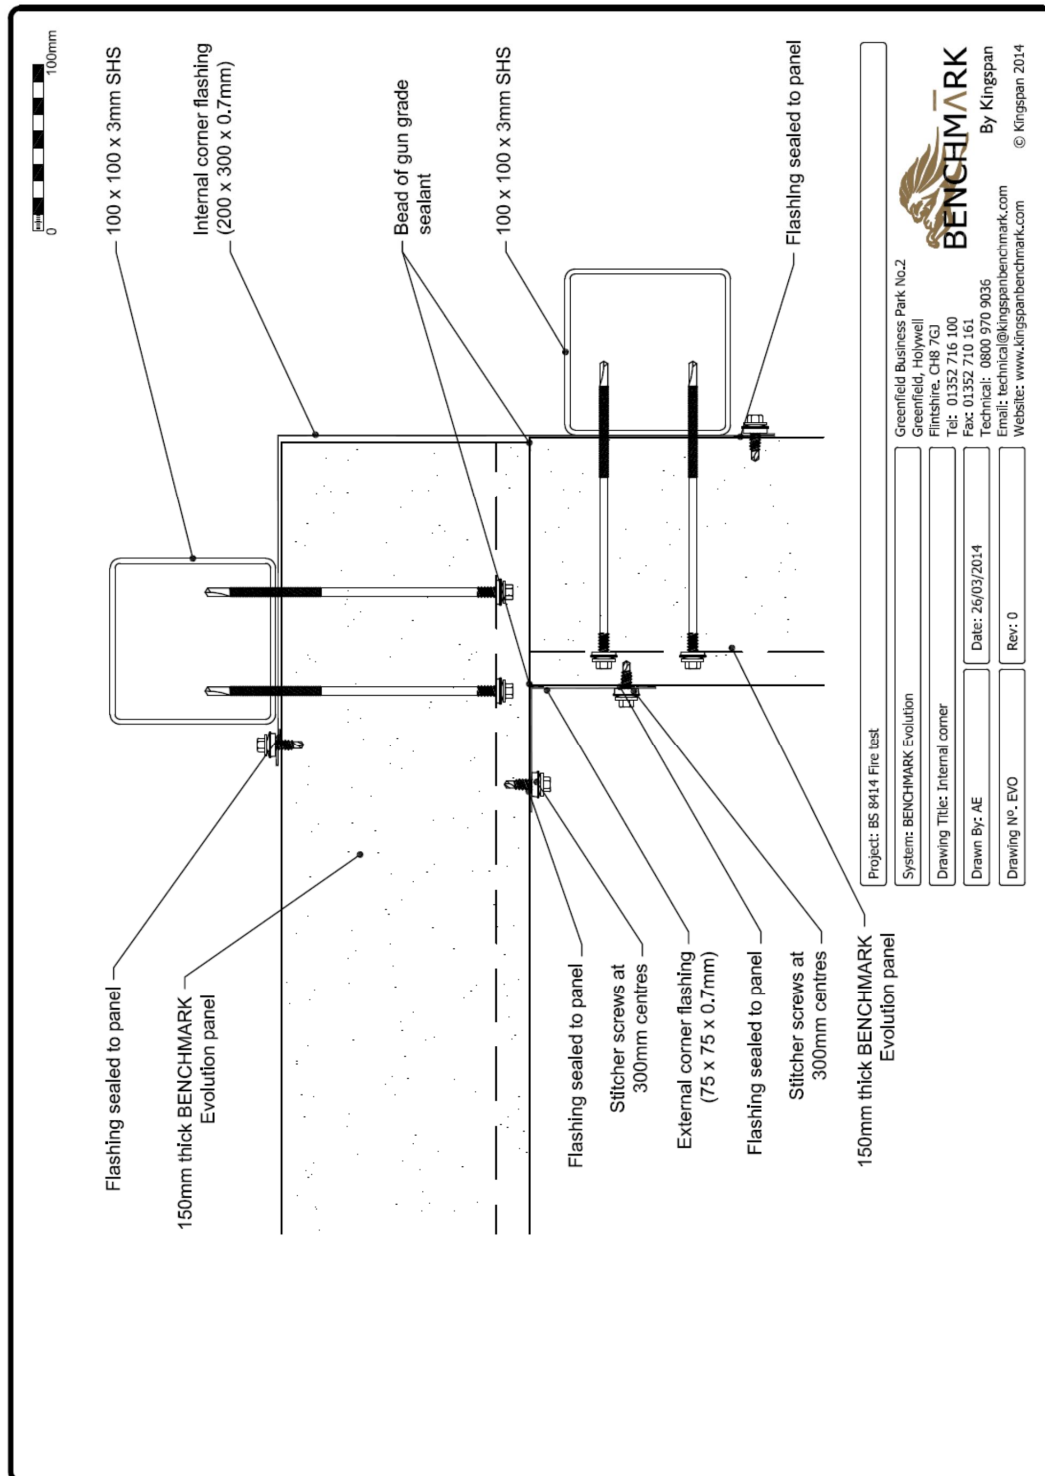 0
100mm
100 x 100 x 3mm SHS
Internal corner flashing
(200 x 300 x 0.7mm)
Bead of gun grade
sealant
100 x 100 x 3mm SHS
Flashing sealed to panel
Flashing sealed to panel
150mm thick BENCHMARK
Evolution panel
Flashing sealed to panel
Stitcher screws at
300mm centres
External corner flashing
(75 x 75 x 0.7mm)
Flashing sealed to panel
Stitcher screws at
300mm centres
150mm thick BENCHMARK
Evolution panel
Project: BS 8414 Fire test
System: BENCHMARK Evolution
Drawing Title: Internal corner
Drawn By: AE
Date: 26/03/2014
Drawing Nº. EVO
Rev: 0
Greenfield Business Park No.2
Greenfield, Holywell
Flintshire. CH8 7GJ
Tel: 01352 716 100
Fax: 01352 710 161
Technical: 0800 970 9036
Email: technical@kingspanbenchmark.com
Website: www.kingspanbenchmark.com
BENCHMARK
By Kingspan
© Kingspan 2014